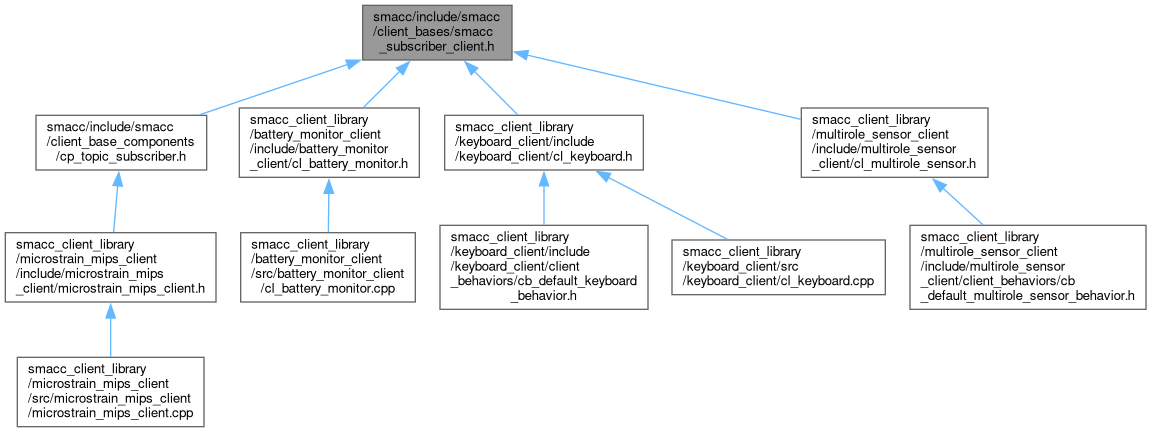 smacc/include/smacc
/client_bases/smacc
_subscriber_client.h
smacc/include/smacc
/client_base_components
/cp_topic_subscriber.h
smacc_client_library
/battery_monitor_client
/include/battery_monitor
_client/cl_battery_monitor.h
smacc_client_library
/keyboard_client/include
/keyboard_client/cl_keyboard.h
smacc_client_library
/multirole_sensor_client
/include/multirole_sensor
_client/cl_multirole_sensor.h
smacc_client_library
/microstrain_mips_client
/include/microstrain_mips
_client/microstrain_mips_client.h
smacc_client_library
/battery_monitor_client
/src/battery_monitor_client
/cl_battery_monitor.cpp
smacc_client_library
/keyboard_client/include
/keyboard_client/client
_behaviors/cb_default_keyboard
_behavior.h
smacc_client_library
/keyboard_client/src
/keyboard_client/cl_keyboard.cpp
smacc_client_library
/multirole_sensor_client
/include/multirole_sensor
_client/client_behaviors/cb
_default_multirole_sensor_behavior.h
smacc_client_library
/microstrain_mips_client
/src/microstrain_mips_client
/microstrain_mips_client.cpp